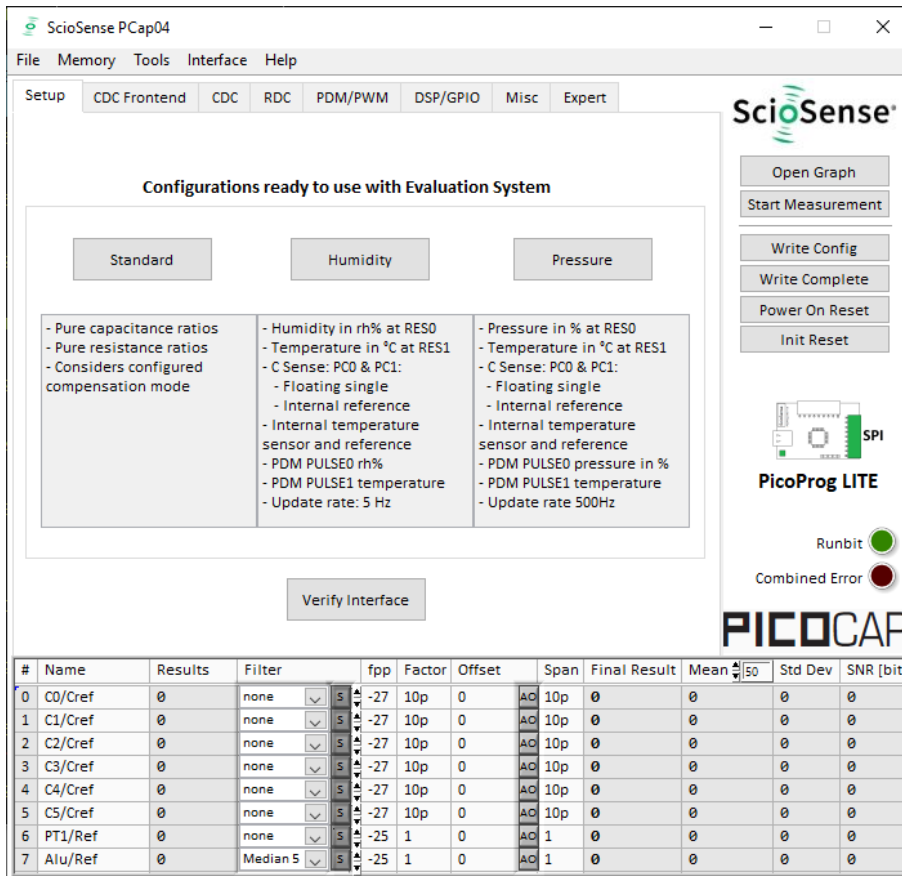 ScioSense PCap04
File Memory Tools Interface Help
Setup CDC Frontend CDC RDC PDM/PWM DSP/GPIO Misc Expert
ScioSense
Open Graph
Start Measurement
Write Config
Write Complete
Power On Reset
Init Reset
SPI
PicoProg LITE
Runbit
Combined Error
PICOCAP
Configurations ready to use with Evaluation System
Standard
- Pure capacitance ratios
- Pure resistance ratios
- Considers configured
compensation mode
Humidity
- Humidity in rh% at RES0
- Temperature in °C at RES1
- C Sense: PC0 & PC1:
- Floating single
- Internal reference
- Internal temperature
sensor and reference
- PDM PULSE0 rh%
- PDM PULSE1 temperature
- Update rate: 5 Hz
Pressure
- Pressure in % at RES0
- Temperature in °C at RES1
- C Sense: PC0 & PC1:
- Floating single
- Internal reference
- Internal temperature
sensor and reference
- PDM PULSE0 pressure in %
- PDM PULSE1 temperature
- Update rate 500Hz
Verify Interface
# Name Results Filter fpp Factor Offset Span Final Result Mean 50 Std Dev SNR [bit
0 C0/Cref 0 none S -27 10p 0 AO 10p 0 0 0 0
1 C1/Cref 0 none S -27 10p 0 AO 10p 0 0 0 0
2 C2/Cref 0 none S -27 10p 0 AO 10p 0 0 0 0
3 C3/Cref 0 none S -27 10p 0 AO 10p 0 0 0 0
4 C4/Cref 0 none S -27 10p 0 AO 10p 0 0 0 0
5 C5/Cref 0 none S -27 10p 0 AO 10p 0 0 0 0
6 PT1/Ref 0 none S -25 1 0 AO 1 0 0 0 0
7 Alu/Ref 0 Median 5 S -25 1 0 AO 1 0 0 0 0